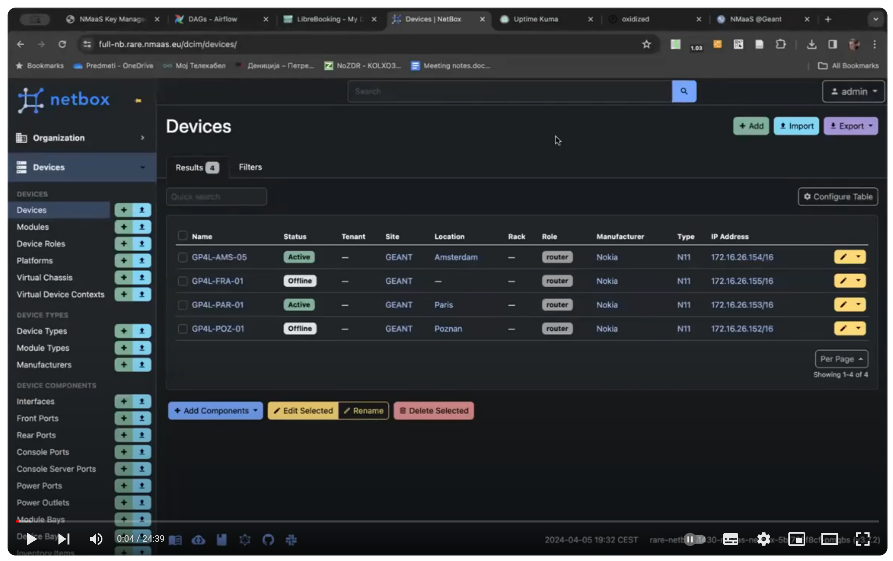 NMaaS Key Manage
DAGs - Airflow
LibreBooking - My
Devices | NetBox
Uptime Kuma
oxidized
NMaaS @Geant
full-nb.rare.nmaas.eu/dcim/devices/
1.03
Bookmarks
Predmeti - OneDrive
Мој Телекабел
Дениција – Петре...
NoZDR - KOLXO3...
Meeting notes.doc...
All Bookmarks
netbox
Search
admin
Organization
Devices
Devices
+ Add
Import
Export
Results 4
Filters
Quick search
Configure Table
DEVICES
Devices
Modules
Device Roles
Platforms
Virtual Chassis
Virtual Device Contexts
DEVICE TYPES
Device Types
Module Types
Manufacturers
DEVICE COMPONENTS
Interfaces
Front Ports
Rear Ports
Console Ports
Console Server Ports
Power Ports
Power Outlets
Module Bays
Device Bays
Inventory Items
Name Status Tenant Site Location Rack Role Manufacturer Type IP Address
GP4L-AMS-05 Active — GEANT Amsterdam — router Nokia N11 172.16.26.154/16
GP4L-FRA-01 Offline — GEANT — — router Nokia N11 172.16.26.155/16
GP4L-PAR-01 Active — GEANT Paris — router Nokia N11 172.16.26.153/16
GP4L-POZ-01 Offline — GEANT Poznan — router Nokia N11 172.16.26.152/16
Per Page
Showing 1-4 of 4
+ Add Components
Edit Selected
Rename
Delete Selected
0:04 / 24:39
2024-04-05 19:32 CEST